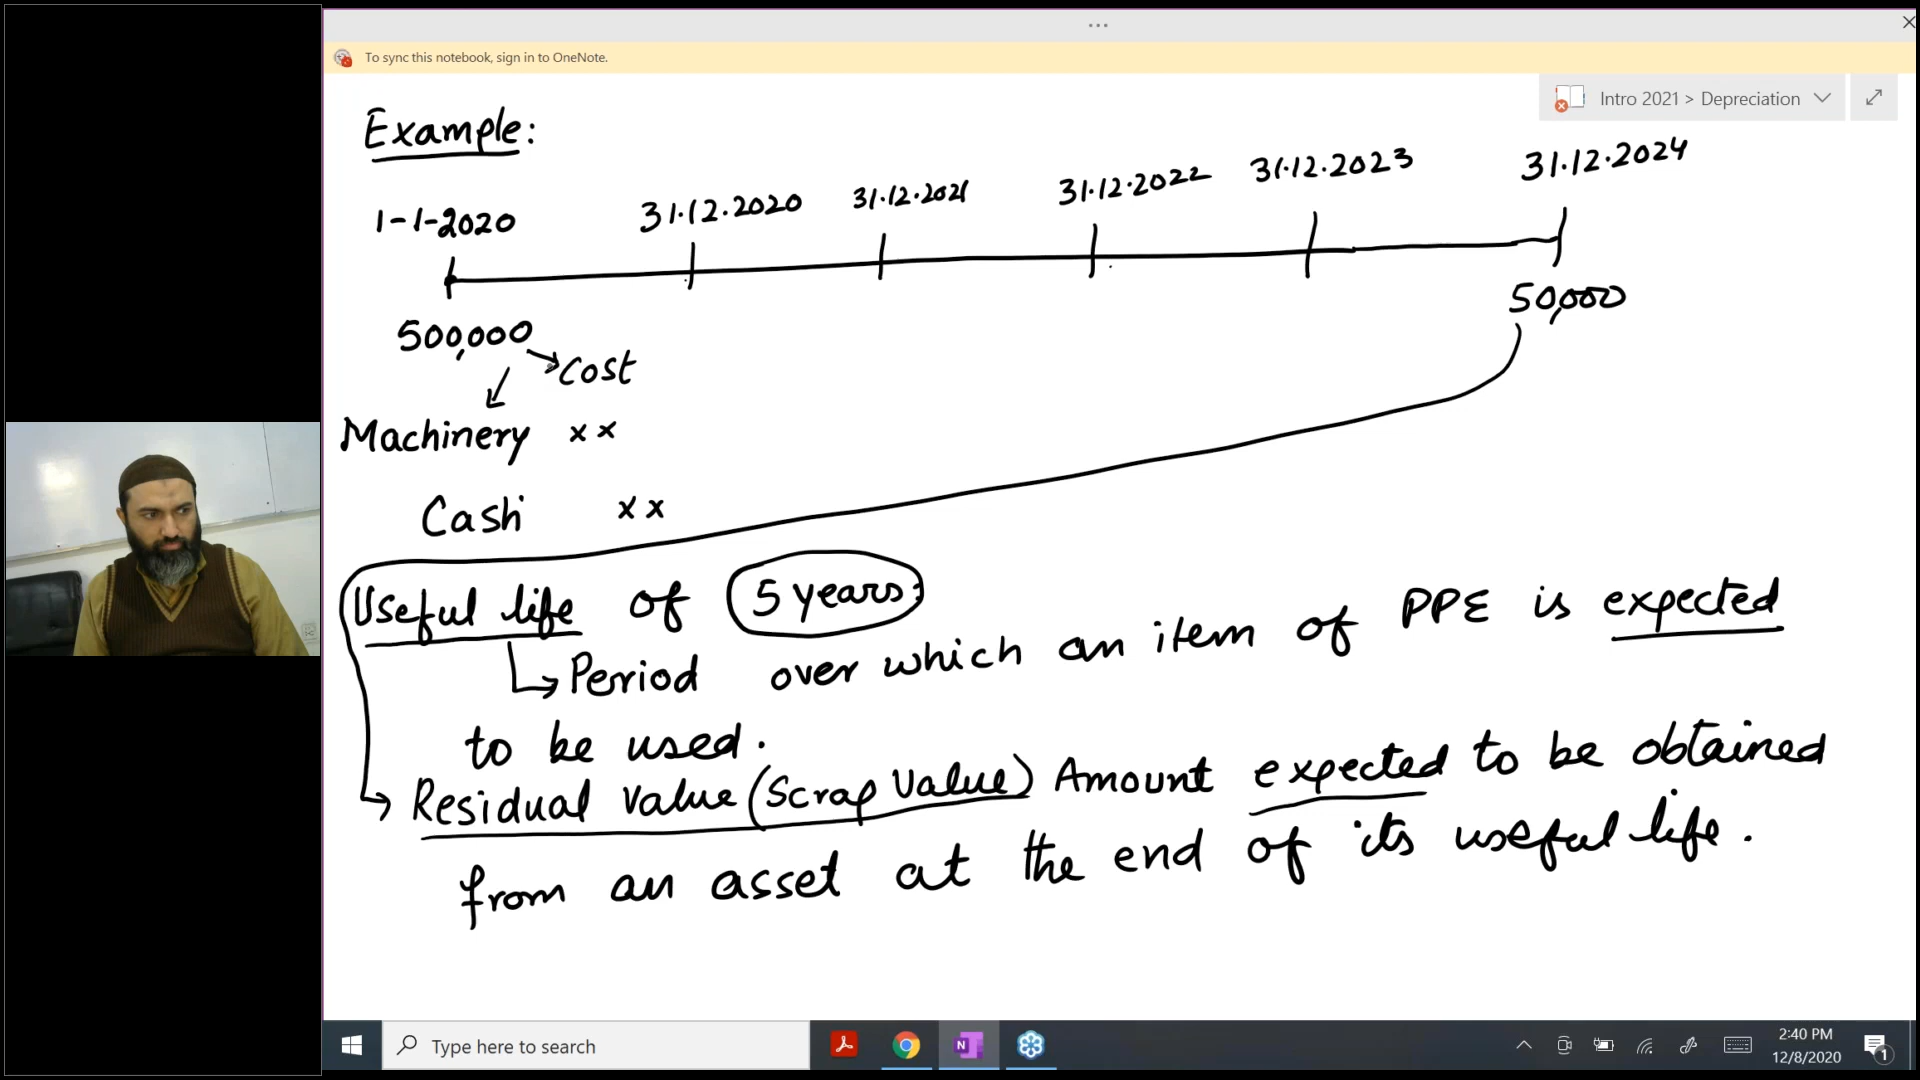 ...
To sync this notebook, sign in to OneNote.
Intro 2021 > Depreciation
Example:
1-1-2020 31.12.2020 31.12.2021 31.12.2022 31.12.2023 31.12.2024
500,000 50,000
Cost
Machinery xx
Cash xx
Useful life of 5 years:
Period over which an item of PPE is expected
to be used.
Residual Value (Scrap Value) Amount expected to be obtained
from an asset at the end of its useful life.
Type here to search
N
2:40 PM
12/8/2020
1